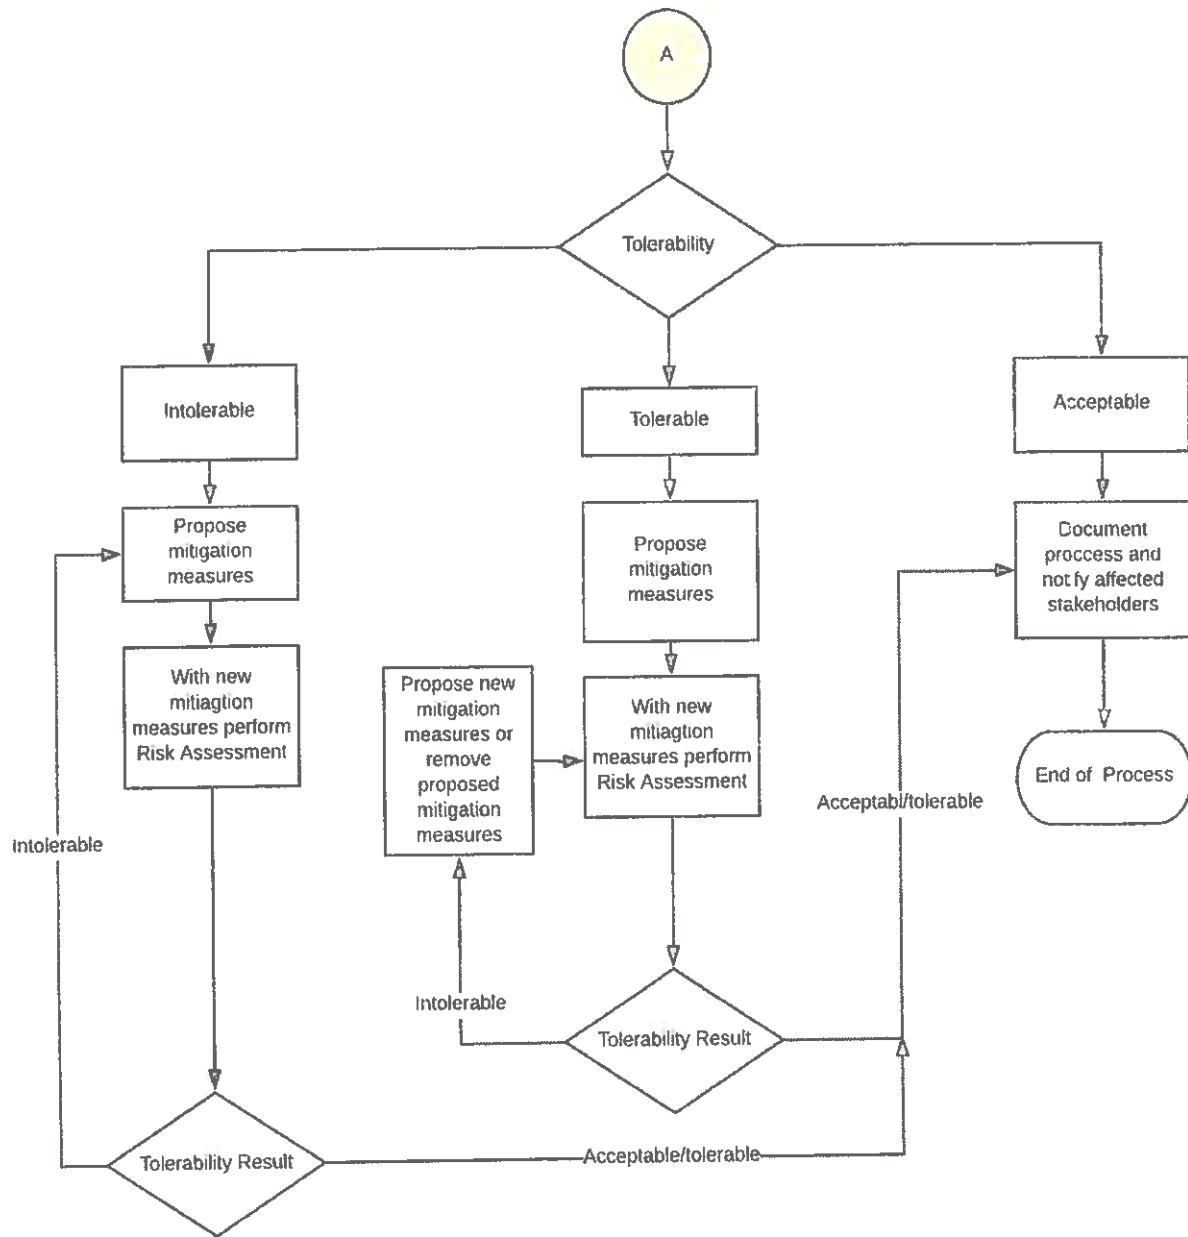 A
Tolerability
Intolerable
Tolerable
Acceptable
Propose
mitigation
measures
Propose
mitigation
measures
Document
proccess and
notfy affected
stakeholders
With new
mitiagtion
measures perform
Risk Assessment
Propose new
mitigation
measures or
remove
proposed
mitigation
measures
With new
mitiagtion
measures perform
Risk Assessment
End of Process
Acceptabl/tolerable
Intolerable
Intolerable
Tolerability Result
Tolerability Result
Acceptable/tolerable